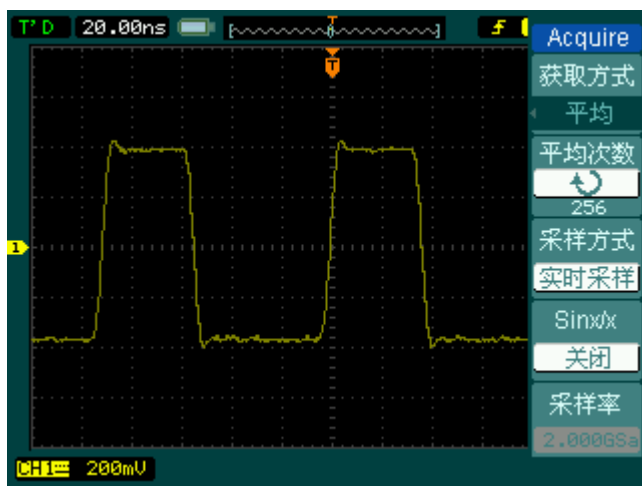 T'D 20.00ns
T
1
Acquire
获取方式
平均
平均次数
256
采样方式
实时采样
Sinx/x
关闭
采样率
2.000GSa
CH1 200mV